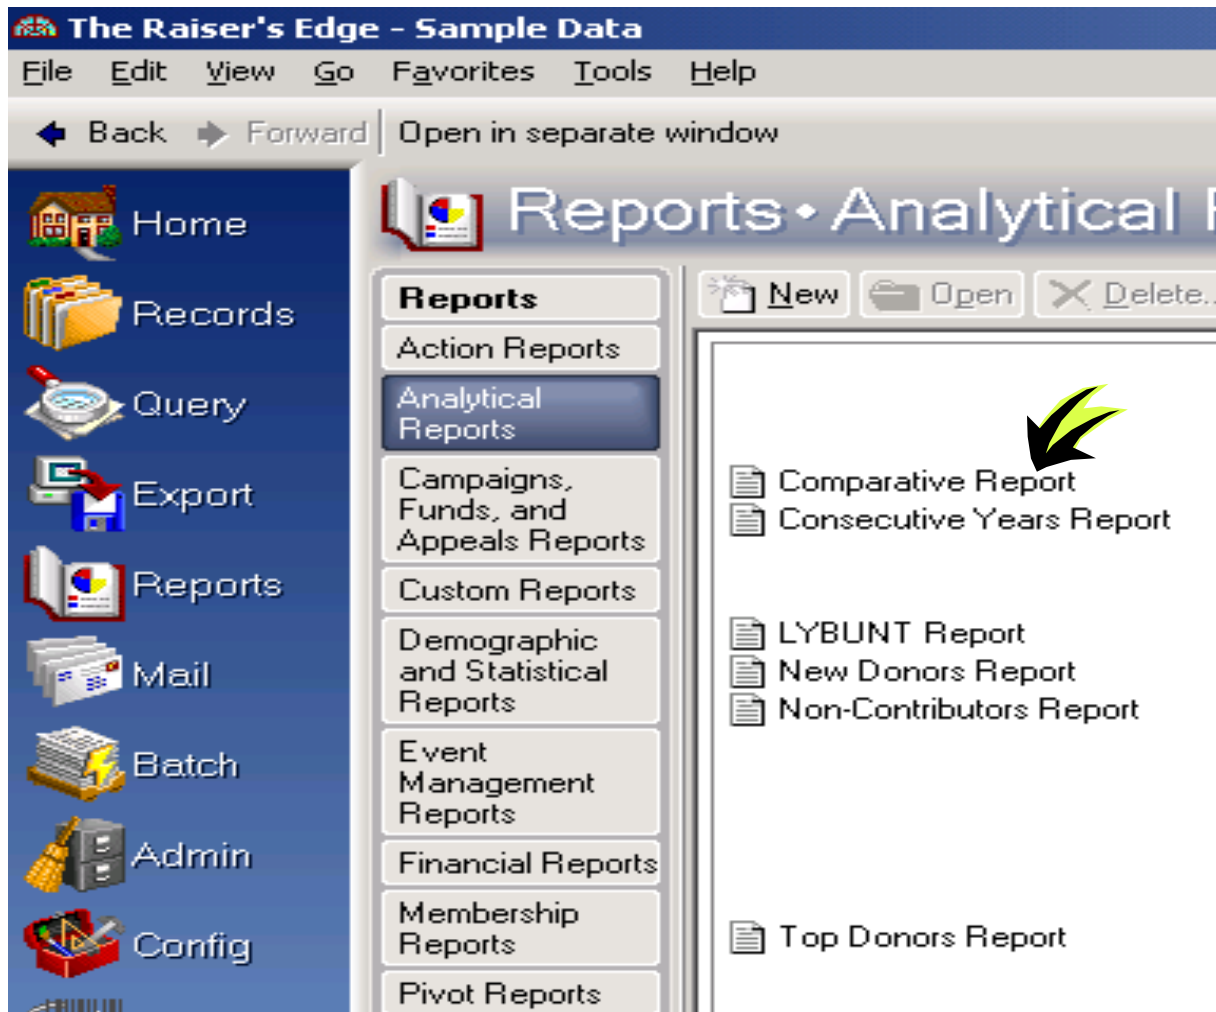 The Raiser's Edge - Sample Data
File Edit View Go Favorites Tools Help
Back Forward Open in separate window
Reports • Analytical
Home
Records
Query
Export
Reports
Mail
Batch
Admin
Config
Reports
Action Reports
Analytical
Reports
Campaigns,
Funds, and
Appeals Reports
Custom Reports
Demographic
and Statistical
Reports
Event
Management
Reports
Financial Reports
Membership
Reports
Pivot Reports
New Open Delete..
Comparative Report
Consecutive Years Report
LYBUNT Report
New Donors Report
Non-Contributors Report
Top Donors Report